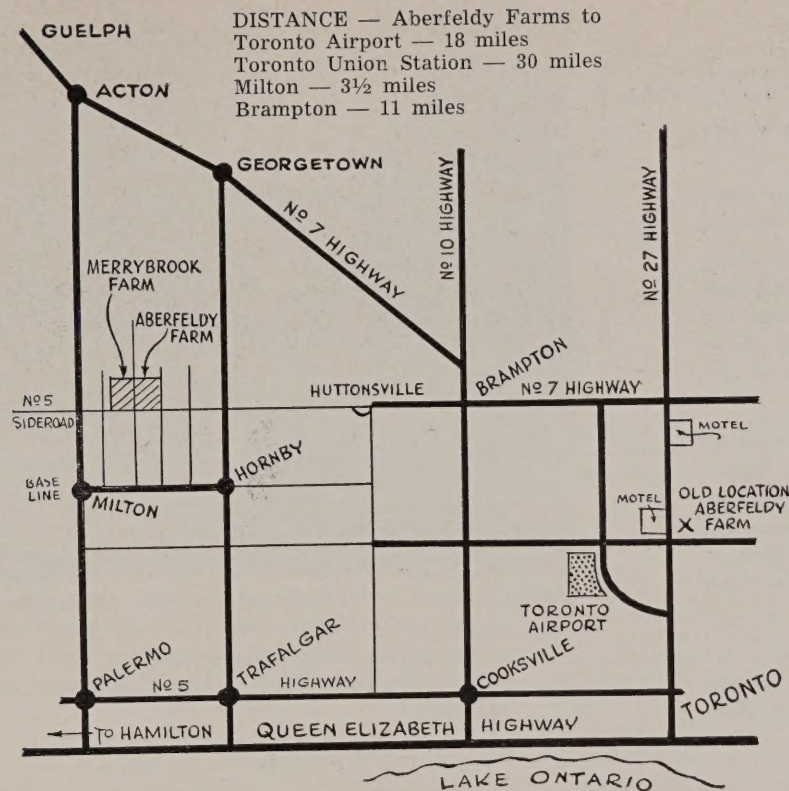 DISTANCE — Aberfeldy Farms to
Toronto Airport — 18 miles
Toronto Union Station — 30 miles
Milton — 3½ miles
Brampton — 11 miles
GUELPH
ACTON
GEORGETOWN
No 7 HIGHWAY
No 10 HIGHWAY
No 27 HIGHWAY
MERRYBROOK
FARM
ABERFELDY
FARM
HUTTONSVILLE
BRAMPTON
No 7 HIGHWAY
No 5
SIDEROAD
MOTEL
BASE
LINE
MILTON
HORNBY
MOTEL
OLD LOCATION
ABERFELDY
X FARM
TORONTO
AIRPORT
PALERMO
No 5
TRAFALGAR
HIGHWAY
COOKSVILLE
TORONTO
TO HAMILTON
QUEEN ELIZABETH HIGHWAY
LAKE ONTARIO